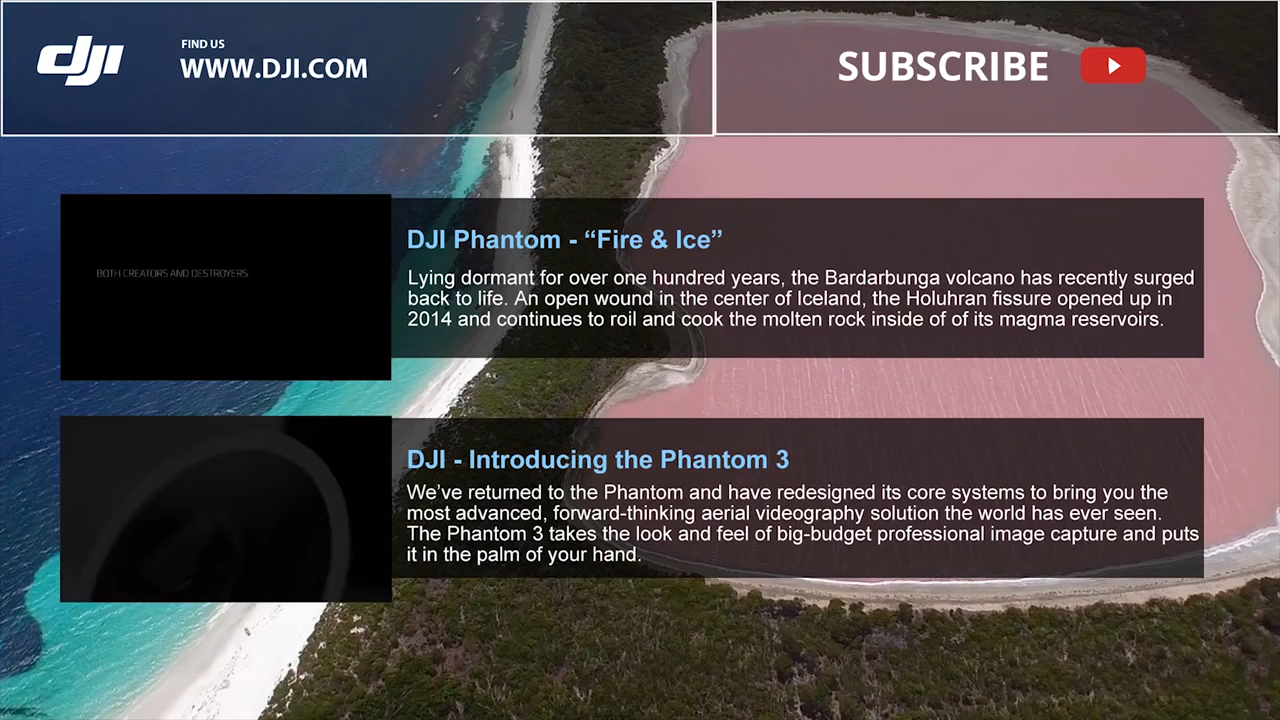 dji
FIND US
WWW.DJI.COM
SUBSCRIBE
BOTH CREATORS AND DESTROYERS
DJI Phantom - “Fire & Ice”
Lying dormant for over one hundred years, the Bardarbunga volcano has recently surged
back to life. An open wound in the center of Iceland, the Holuhran fissure opened up in
2014 and continues to roil and cook the molten rock inside of of its magma reservoirs.
DJI - Introducing the Phantom 3
We’ve returned to the Phantom and have redesigned its core systems to bring you the
most advanced, forward-thinking aerial videography solution the world has ever seen.
The Phantom 3 takes the look and feel of big-budget professional image capture and puts
it in the palm of your hand.